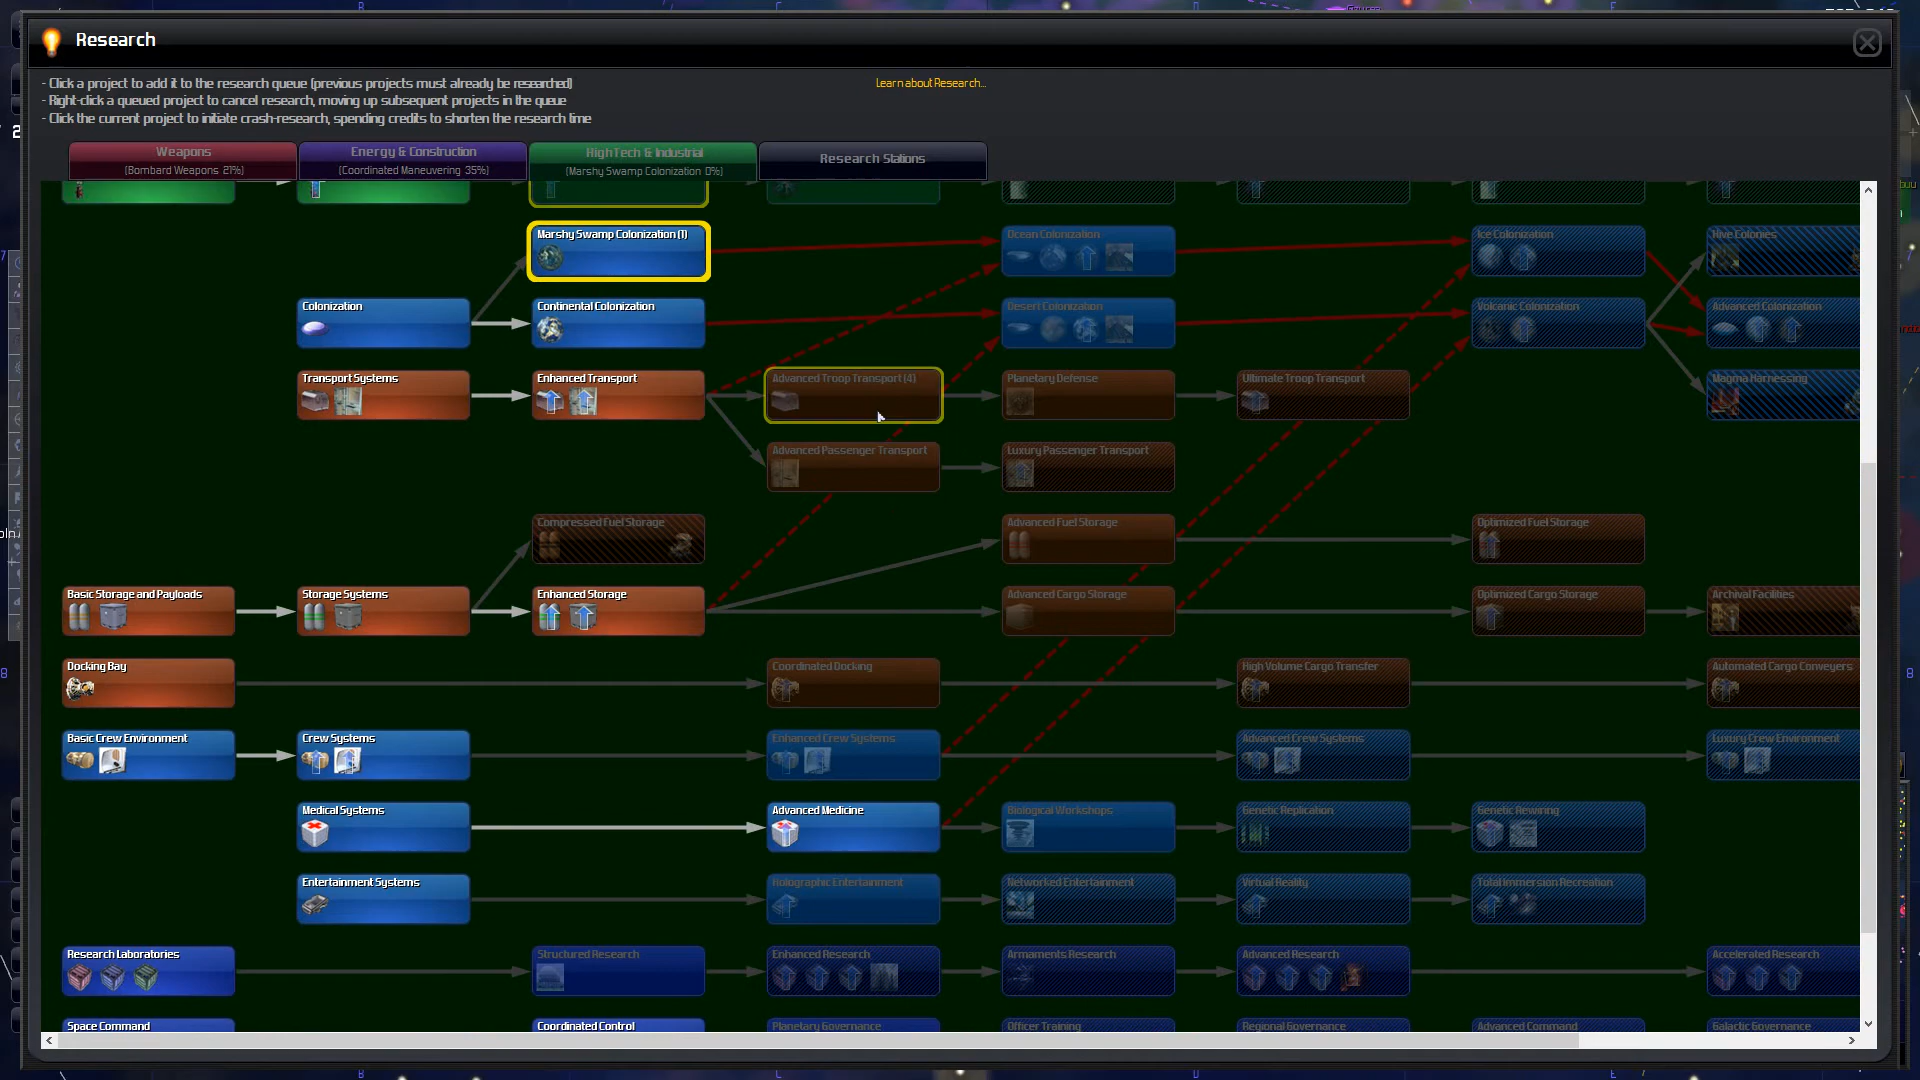 Research
- Click a project to add it to the research queue (previous projects must already be researched)
Learn about Research...
- Right-click a queued project to cancel research, moving up subsequent projects in the queue
- Click the current project to initiate crash-research, spending credits to shorten the research time
Weapons
(Bombard Weapons 21%)
Energy & Construction
(Coordinated Maneuvering 35%)
HighTech & Industrial
(Marshy Swamp Colonization 0%)
Research Stations
Marshy Swamp Colonization (1)
Ocean Colonization
Ice Colonization
Hive Colonies
Colonization
Continental Colonization
Desert Colonization
Volcanic Colonization
Advanced Colonization
Transport Systems
Enhanced Transport
Advanced Troop Transport (4)
Planetary Defense
Ultimate Troop Transport
Magma Harnessing
Advanced Passenger Transport
Luxury Passenger Transport
Compressed Fuel Storage
Advanced Fuel Storage
Optimized Fuel Storage
Basic Storage and Payloads
Storage Systems
Enhanced Storage
Advanced Cargo Storage
Optimized Cargo Storage
Archival Facilities
Docking Bay
Coordinated Docking
High Volume Cargo Transfer
Automated Cargo Conveyers
Basic Crew Environment
Crew Systems
Enhanced Crew Systems
Advanced Crew Systems
Luxury Crew Environment
Medical Systems
Advanced Medicine
Biological Workshops
Genetic Replication
Genetic Rewiring
Entertainment Systems
Holographic Entertainment
Networked Entertainment
Virtual Reality
Total Immersion Recreation
Research Laboratories
Structured Research
Enhanced Research
Armaments Research
Advanced Research
Accelerated Research
Space Command
Coordinated Control
Planetary Governance
Officer Training
Regional Governance
Advanced Command
Galactic Governance